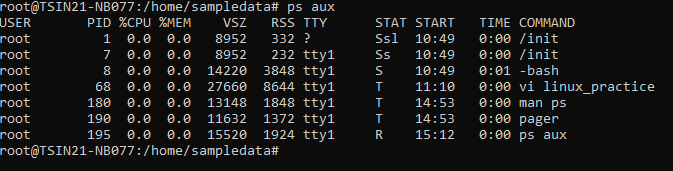 root@TSIN21-NB077:/home/sampledata# ps aux
USER       PID %CPU %MEM    VSZ   RSS TTY      STAT START   TIME COMMAND
root         1  0.0  0.0   8952   332 ?        Ssl  10:49   0:00 /init
root         7  0.0  0.0   8952   232 tty1     Ss   10:49   0:00 /init
root         8  0.0  0.0  14220  3848 tty1     S    10:49   0:01 -bash
root        68  0.0  0.0  27660  8644 tty1     T    11:10   0:00 vi linux_practice
root       180  0.0  0.0  13148  1848 tty1     T    14:53   0:00 man ps
root       190  0.0  0.0  11632  1372 tty1     T    14:53   0:00 pager
root       195  0.0  0.0  15520  1924 tty1     R    15:12   0:00 ps aux
root@TSIN21-NB077:/home/sampledata#